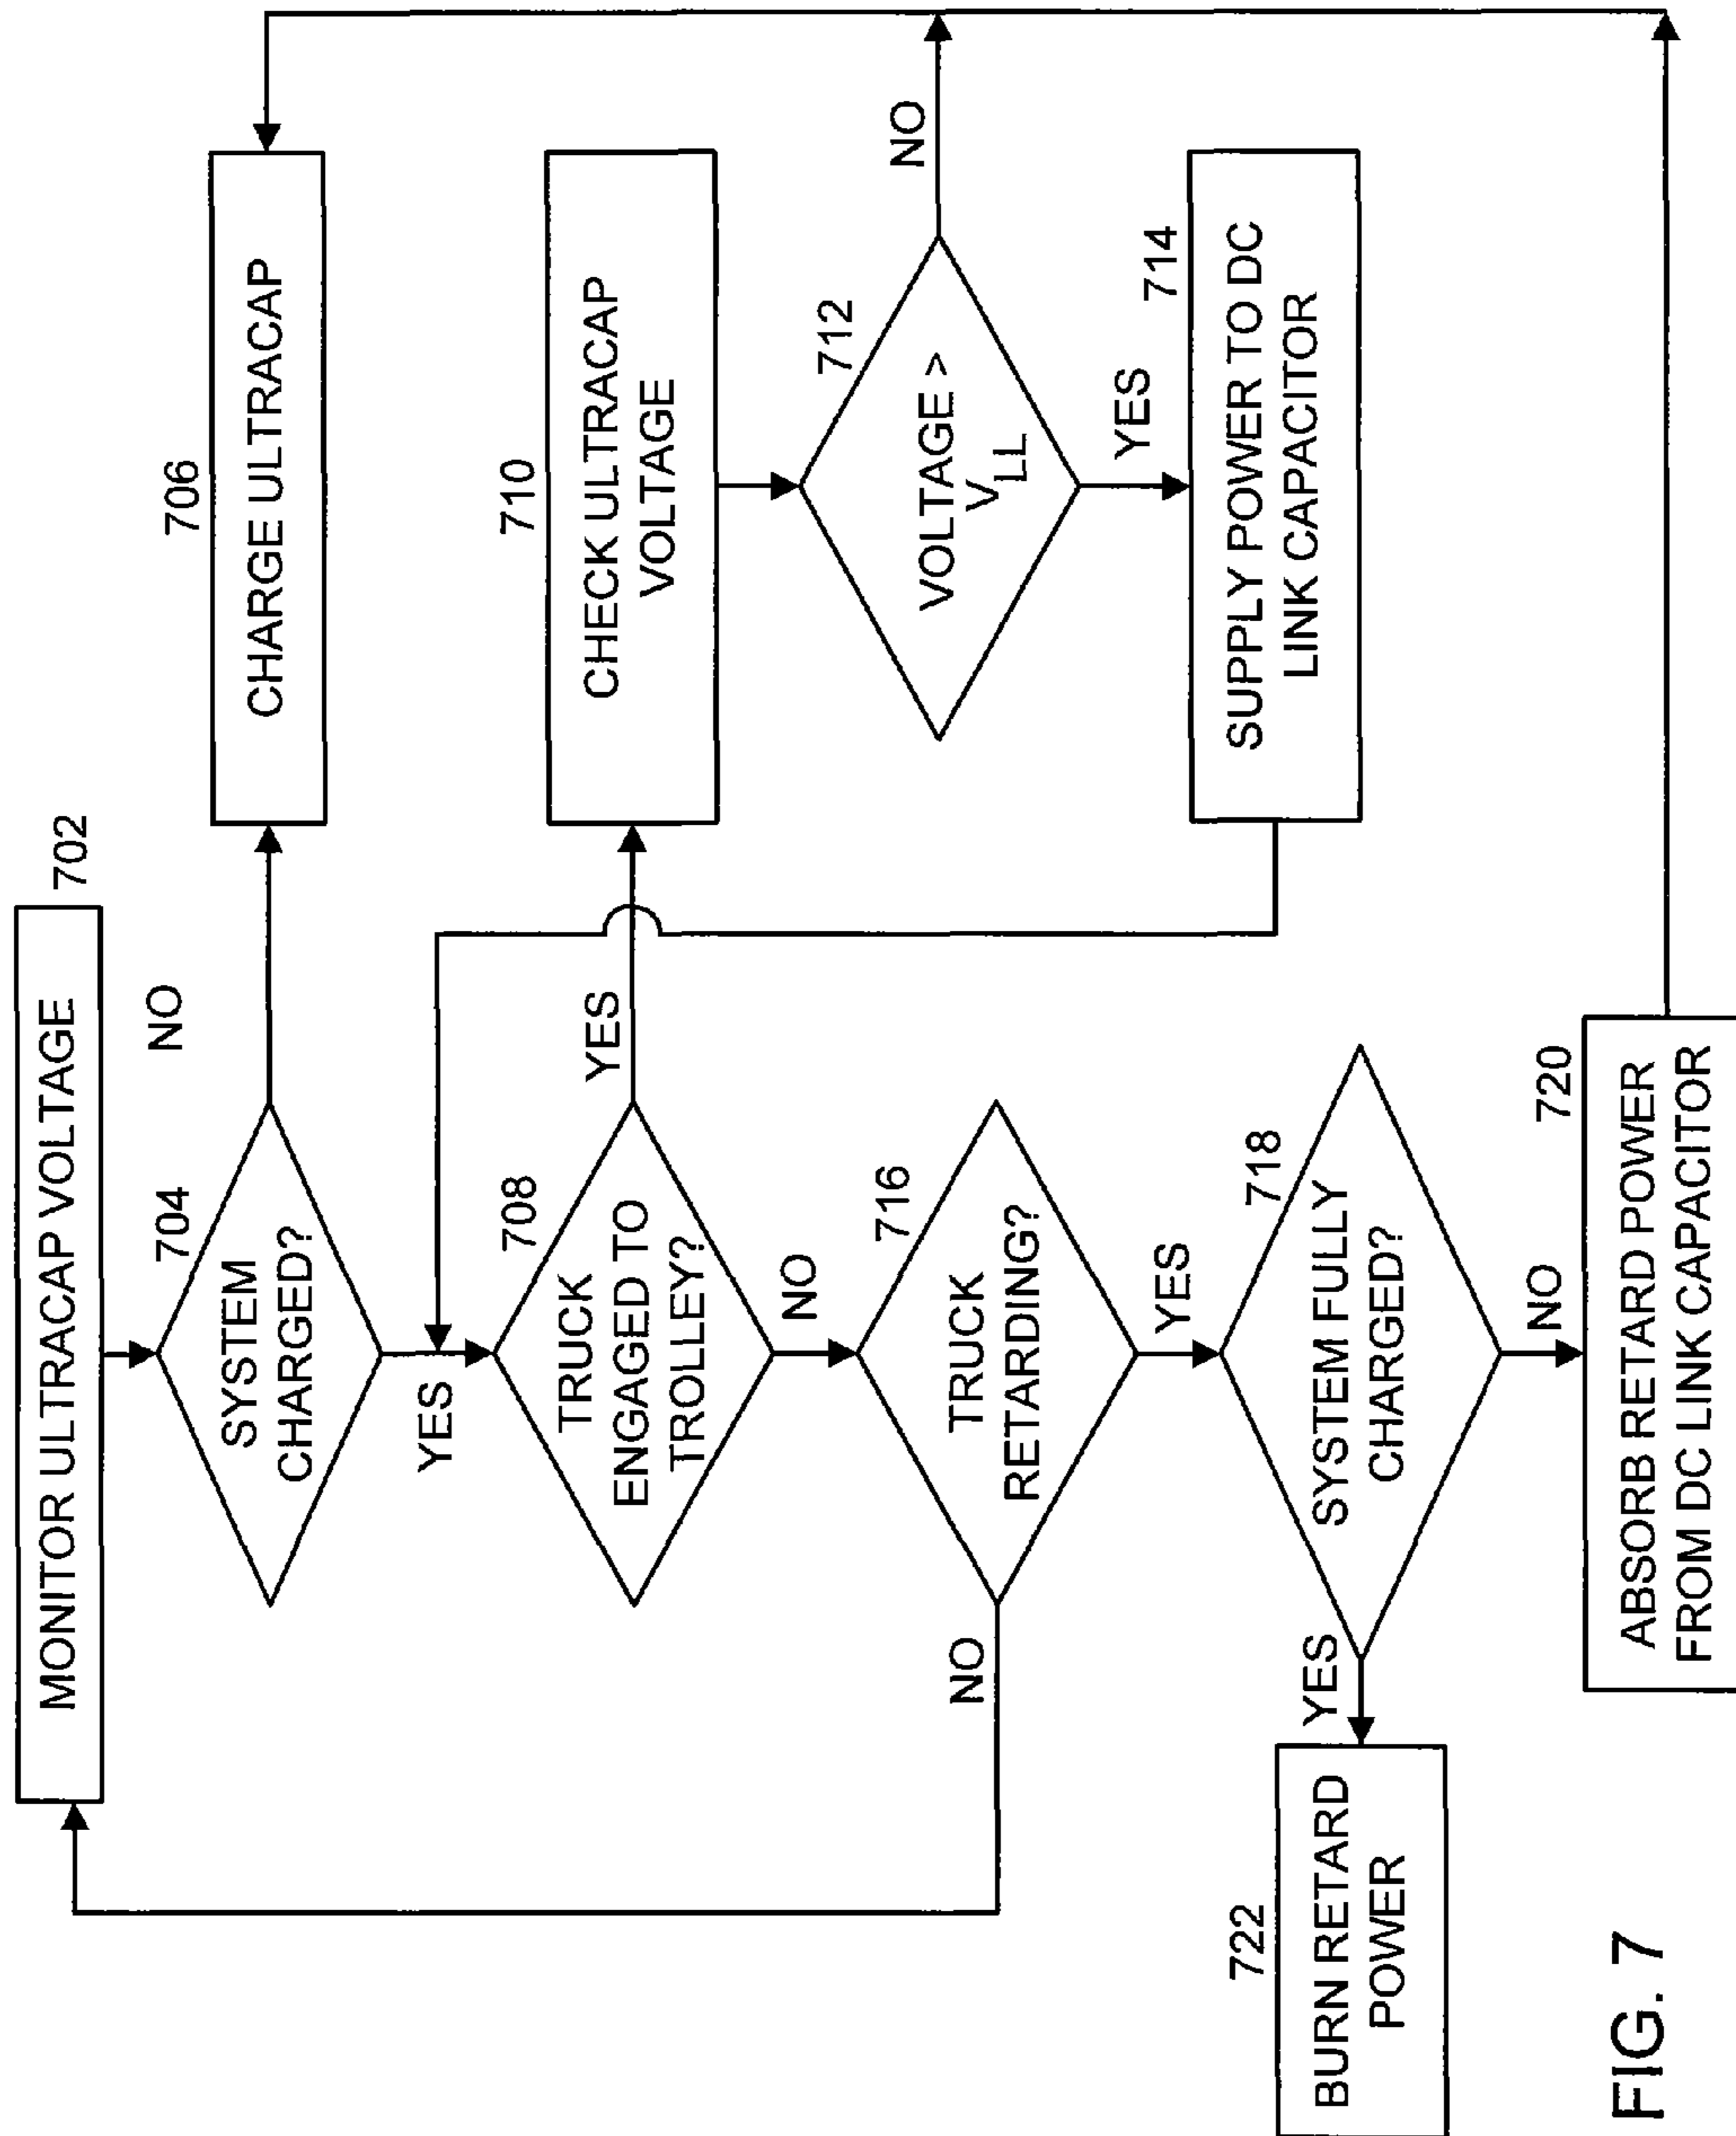 MONITOR ULTRACAP VOLTAGE
702
704
SYSTEM
CHARGED?
NO
706
CHARGE ULTRACAP
YES
708
TRUCK
ENGAGED TO
TROLLEY?
YES
710
CHECK ULTRACAP
VOLTAGE
NO
712
VOLTAGE >
VLL
NO
YES
716
TRUCK
RETARDING?
NO
YES
714
SUPPLY POWER TO DC
LINK CAPACITOR
718
SYSTEM FULLY
CHARGED?
YES
722
BURN RETARD
POWER
NO
720
ABSORB RETARD POWER
FROM DC LINK CAPACITOR
FIG. 7